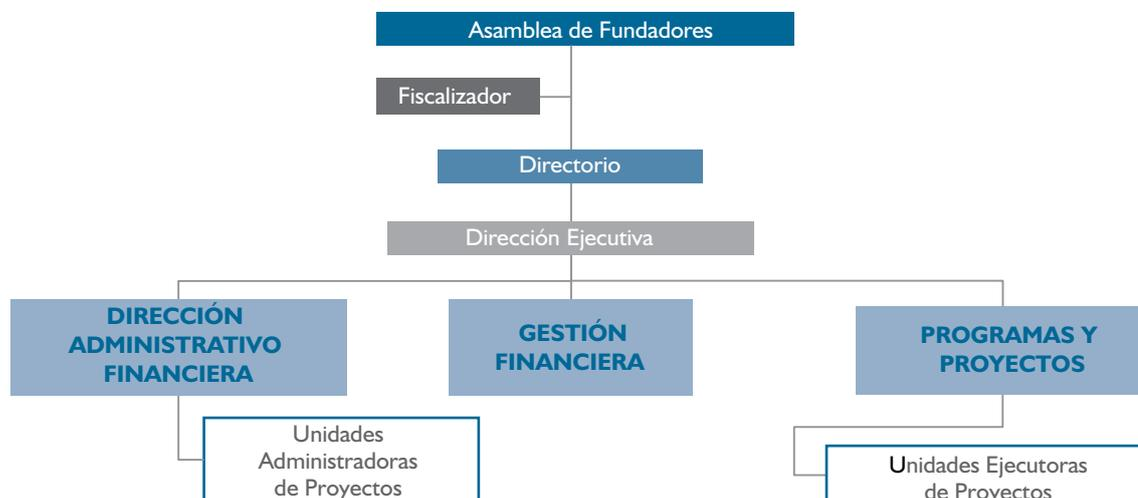 Asamblea de Fundadores
Fiscalizador
Directorio
Dirección Ejecutiva
DIRECCIÓN
ADMINISTRATIVO
FINANCIERA
GESTIÓN
FINANCIERA
PROGRAMAS Y
PROYECTOS
Unidades
Administradoras
de Proyectos
Unidades Ejecutoras
de Proyectos